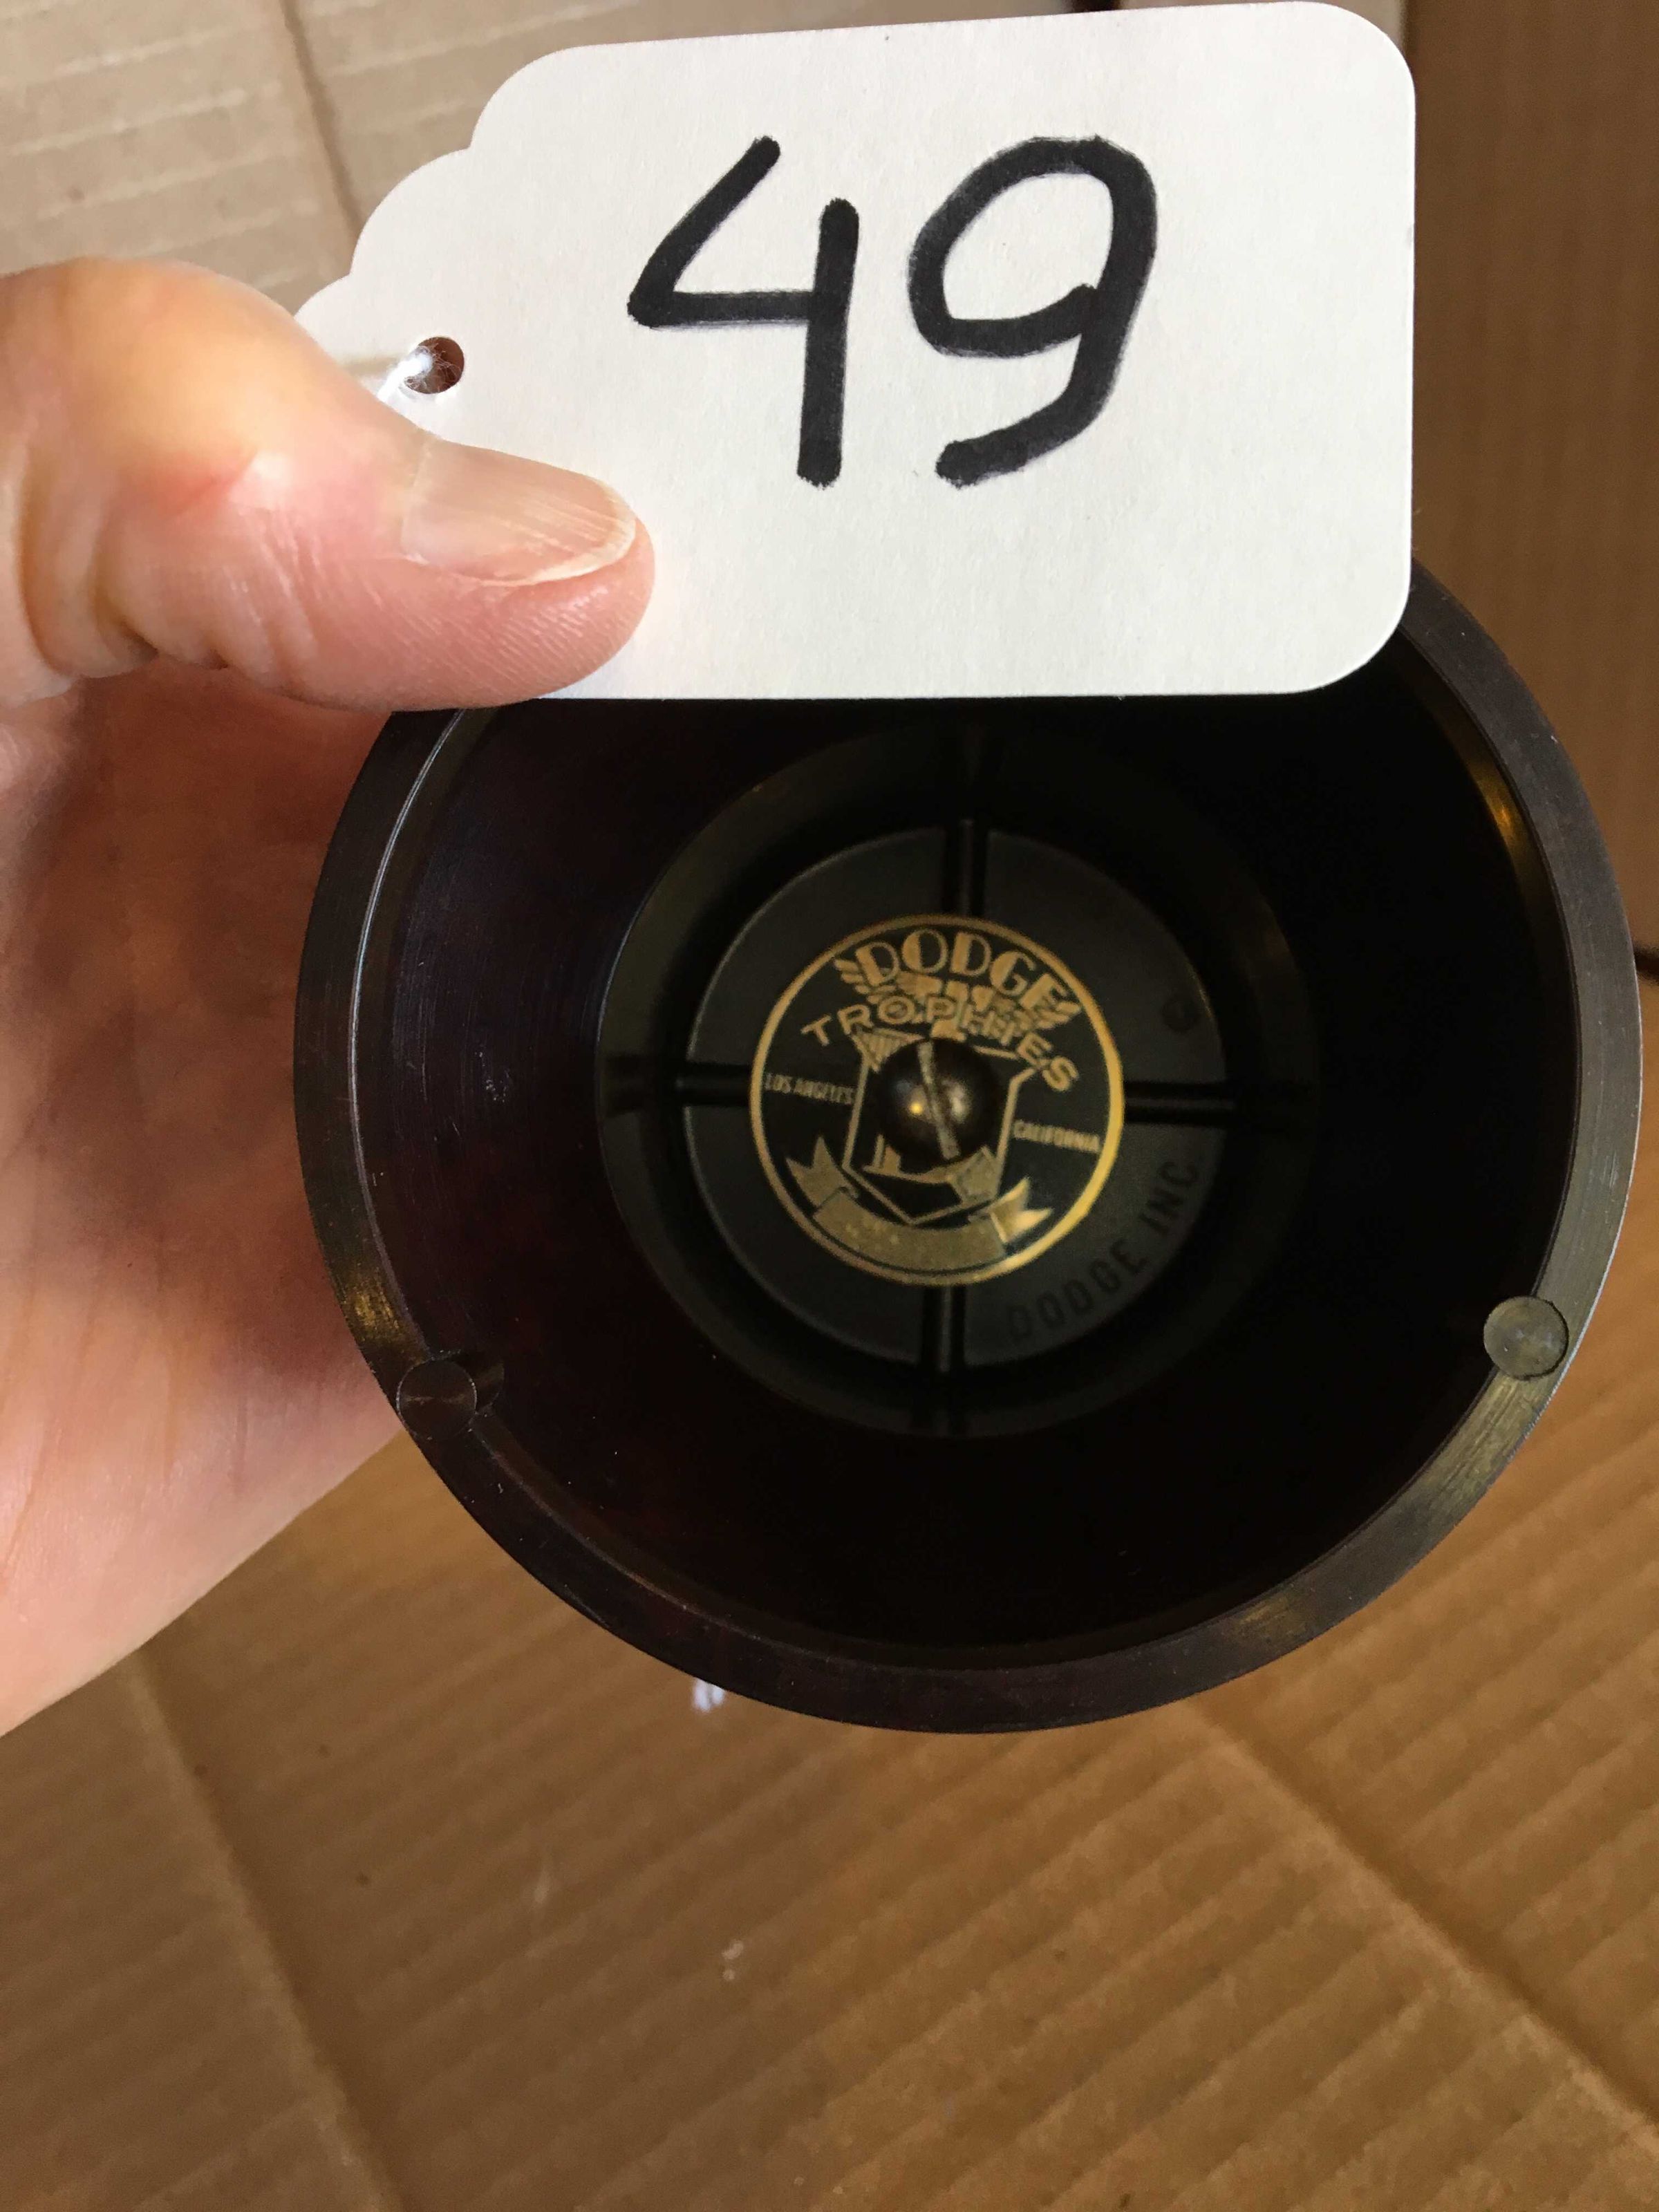 49
DODGE
TROPHIES
LOS ANGELES
CALIFORNIA
DODGE INC.